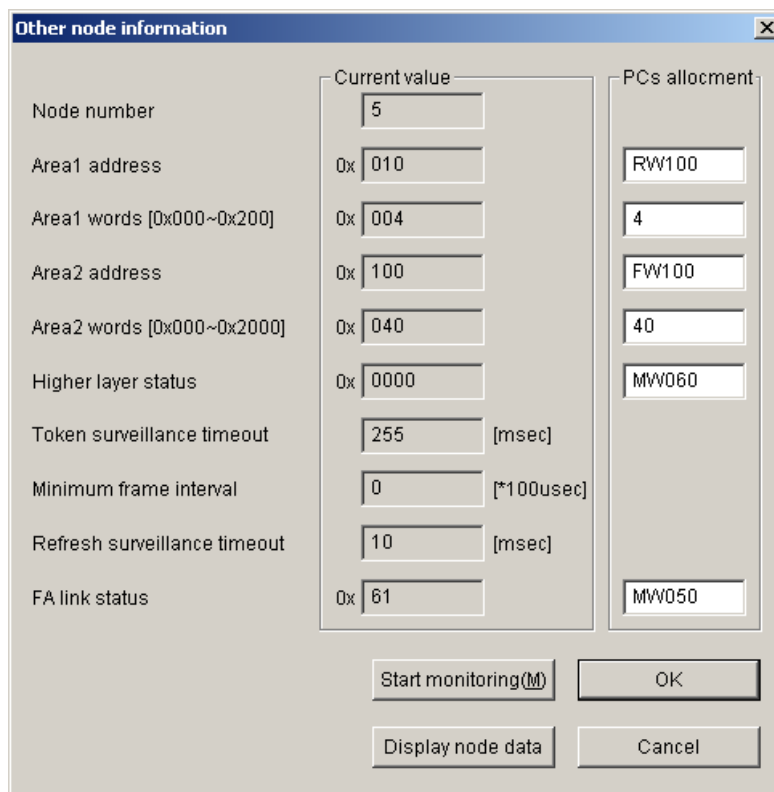 Other node information
Current value PCs allocment
Node number 5
Area1 address 0x 010 RW100
Area1 words [0x000~0x200] 0x 004 4
Area2 address 0x 100 FW100
Area2 words [0x000~0x2000] 0x 040 40
Higher layer status 0x 0000 MW060
Token surveillance timeout 255 [msec]
Minimum frame interval 0 [*100usec]
Refresh surveillance timeout 10 [msec]
FA link status 0x 61 MW050
Start monitoring(M) OK
Display node data Cancel